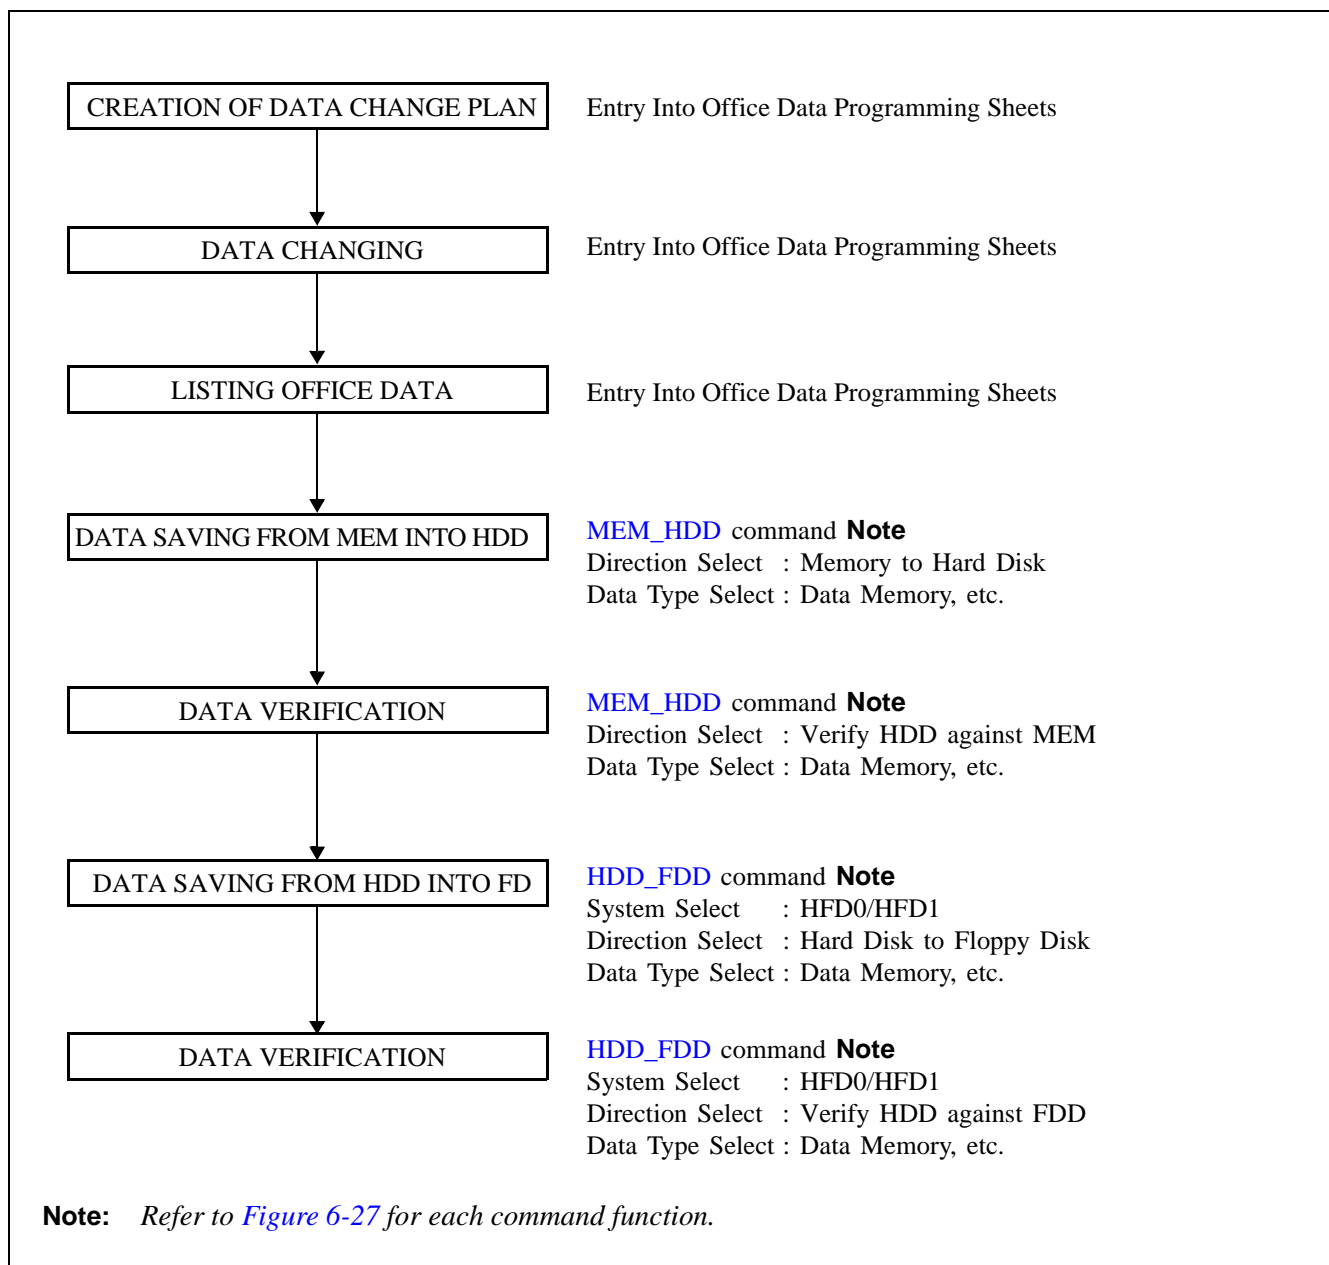 CREATION OF DATA CHANGE PLAN
Entry Into Office Data Programming Sheets
DATA CHANGING
Entry Into Office Data Programming Sheets
LISTING OFFICE DATA
Entry Into Office Data Programming Sheets
DATA SAVING FROM MEM INTO HDD
MEM_HDD command Note
Direction Select : Memory to Hard Disk
Data Type Select : Data Memory, etc.
DATA VERIFICATION
MEM_HDD command Note
Direction Select : Verify HDD against MEM
Data Type Select : Data Memory, etc.
DATA SAVING FROM HDD INTO FD
HDD_FDD command Note
System Select : HFD0/HFD1
Direction Select : Hard Disk to Floppy Disk
Data Type Select : Data Memory, etc.
DATA VERIFICATION
HDD_FDD command Note
System Select : HFD0/HFD1
Direction Select : Verify HDD against FDD
Data Type Select : Data Memory, etc.
Note: Refer to Figure 6-27 for each command function.